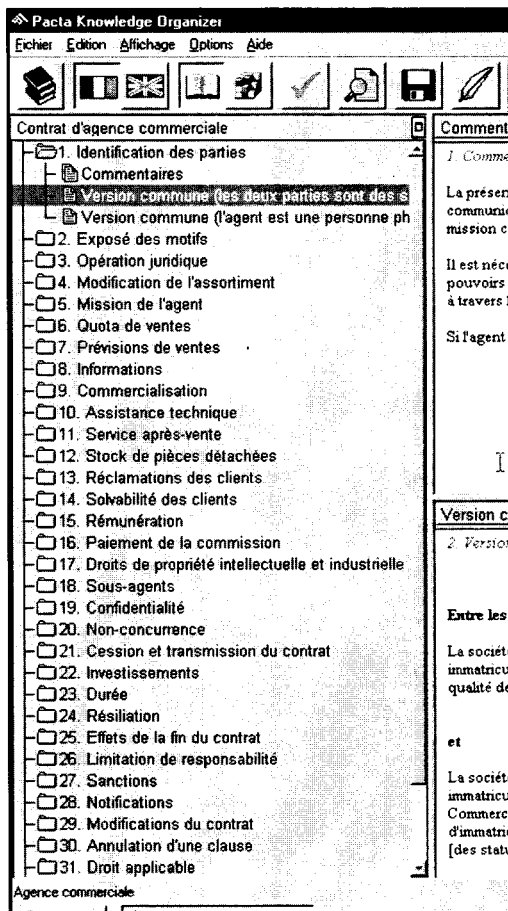 Pacta Knowledge Organizer
Fichier Edition Affichage Options Aide
Contrat d'agence commerciale
1. Identification des parties
Commentaires
Version commune (les deux parties sont des s
Version commune (l'agent est une personne ph
2. Exposé des motifs
3. Opération juridique
4. Modification de l'assortiment
5. Mission de l'agent
6. Quota de ventes
7. Prévisions de ventes
8. Informations
9. Commercialisation
10. Assistance technique
11. Service après-vente
12. Stock de pièces détachées
13. Réclamations des clients
14. Solvabilité des clients
15. Rémunération
16. Paiement de la commission
17. Droits de propriété intellectuelle et industrielle
18. Sous-agents
19. Confidentialité
20. Non-concurrence
21. Cession et transmission du contrat
22. Investissements
23. Durée
24. Résiliation
25. Effets de la fin du contrat
26. Limitation de responsabilité
27. Sanctions
28. Notifications
29. Modifications du contrat
30. Annulation d'une clause
31. Droit applicable
Agence commerciale
Comment
1. Comme
La présen
communic
mission c
Il est néce
pouvoirs
à travers l
Si l'agent
Version c
2. Version
Entre les
La sociét
immatricu
qualité de
et
La sociét
immatricu
Commerc
d'immatric
[des statu